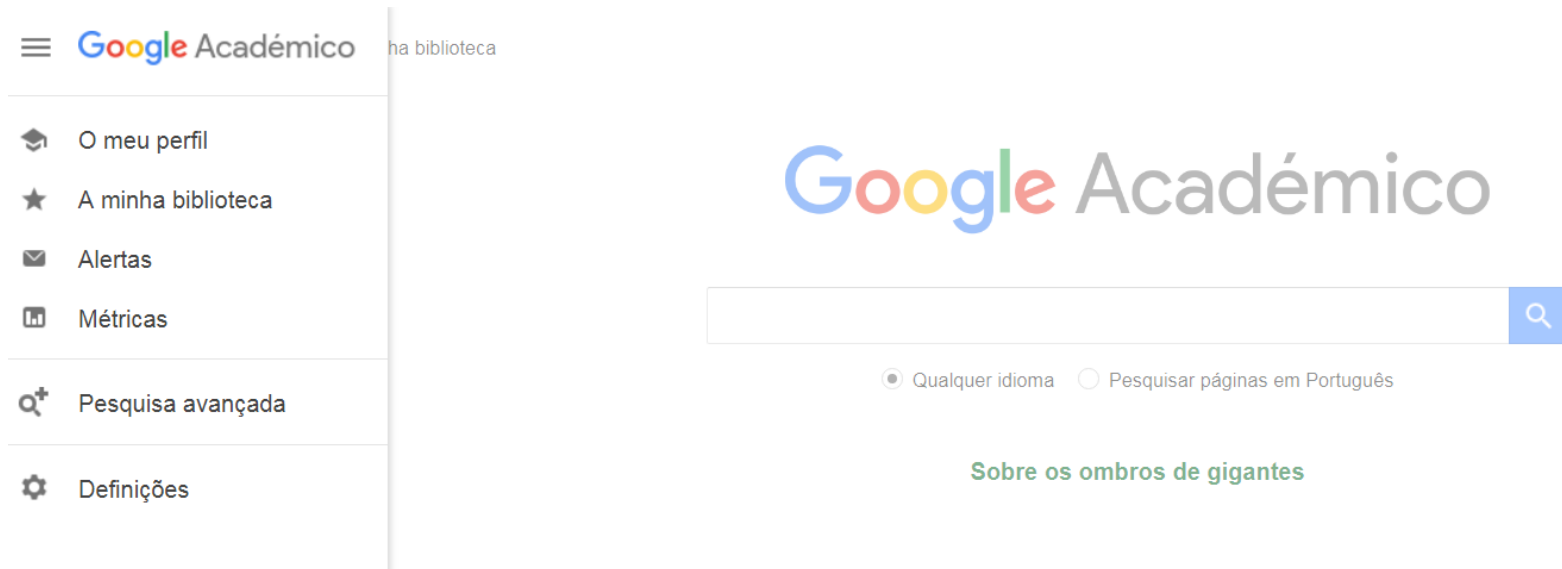 Google Académico
ha biblioteca
O meu perfil
A minha biblioteca
Alertas
Métricas
Pesquisa avançada
Definições
Google Académico
Qualquer idioma
Pesquisar páginas em Português
Sobre os ombros de gigantes